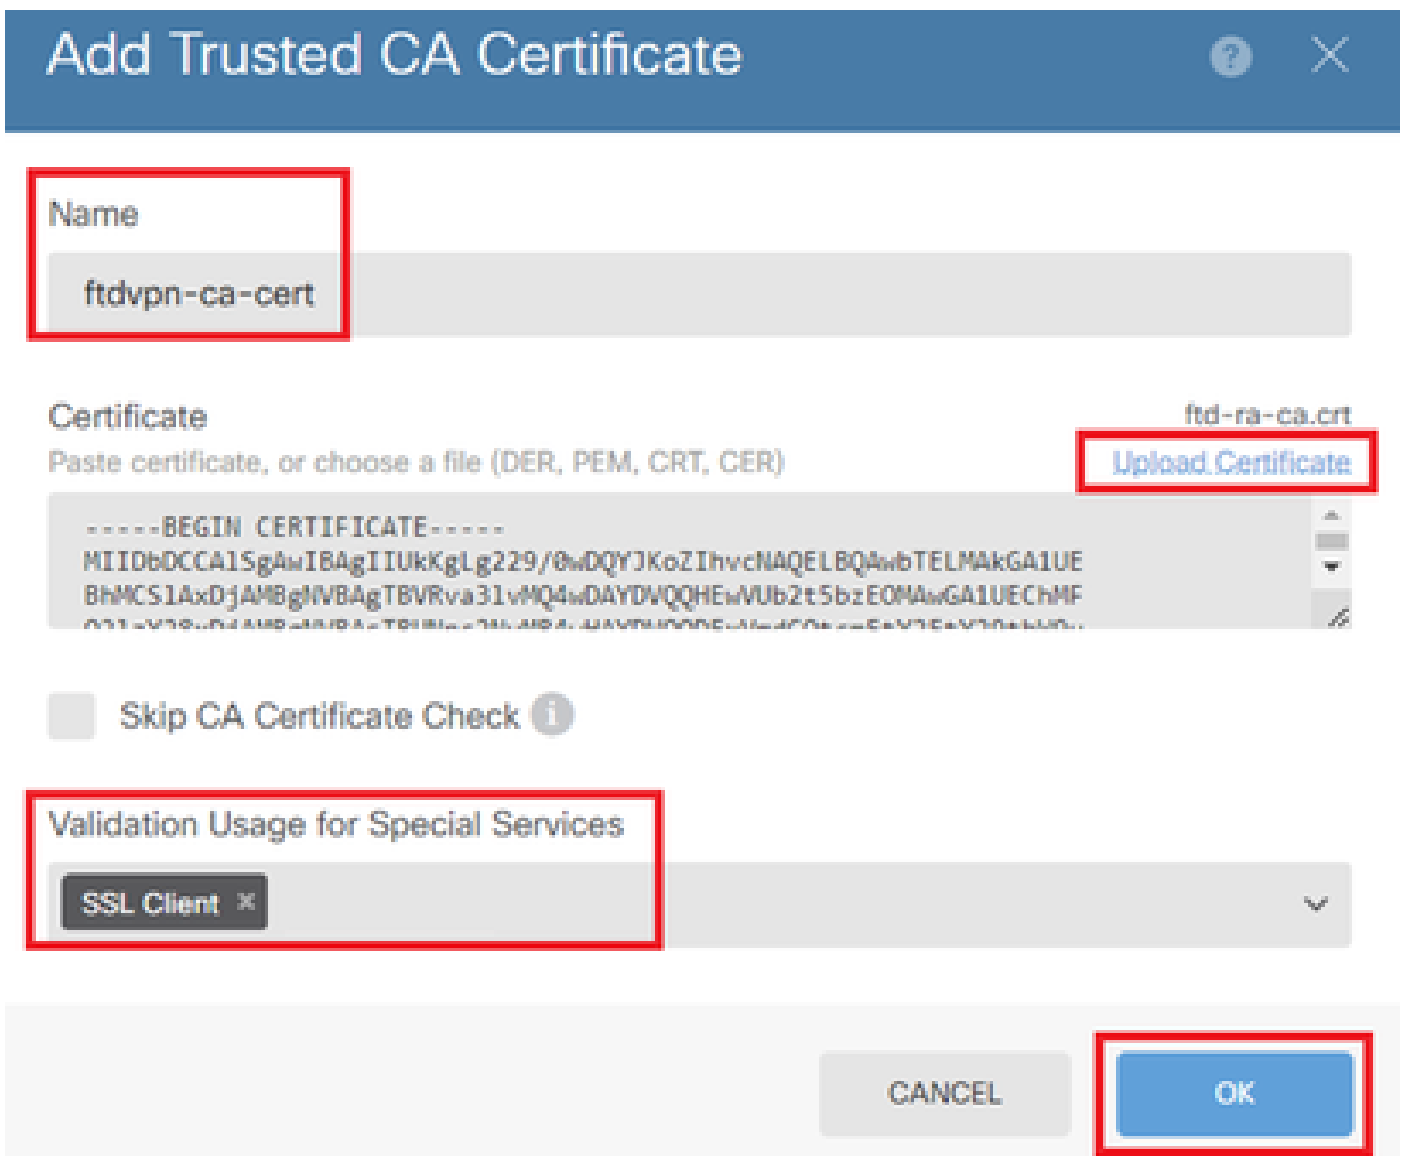 Add Trusted CA Certificate
Name
ftdvpn-ca-cert
Certificate
ftd-ra-ca.crt
Paste certificate, or choose a file (DER, PEM, CRT, CER)
Upload Certificate
-----BEGIN CERTIFICATE-----
MIIDbDCCAlSgAwIBAgIIUkKgLg229/0wDQYJKoZIhvcNAQELBQAwbTELMAkGA1UE
BhMCSlAxDjAMBgNVBAgTBVRva3lvMQ4wDAYDVQQHEwVUb2t5bzEOMAwGA1UEChMF
Skip CA Certificate Check
Validation Usage for Special Services
SSL Client ×
CANCEL
OK